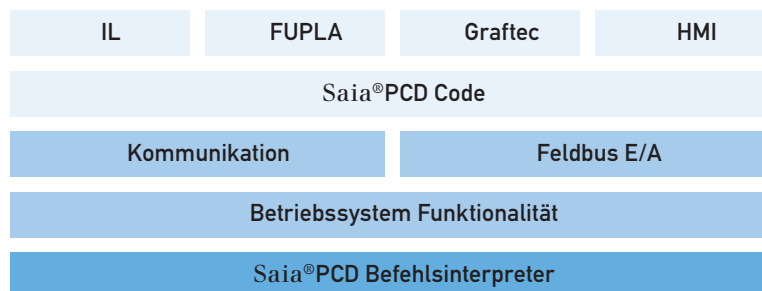 IL FUPLA Graftec HMI
Saia®PCD Code
Kommunikation Feldbus E/A
Betriebssystem Funktionalität
Saia®PCD Befehlsinterpreter